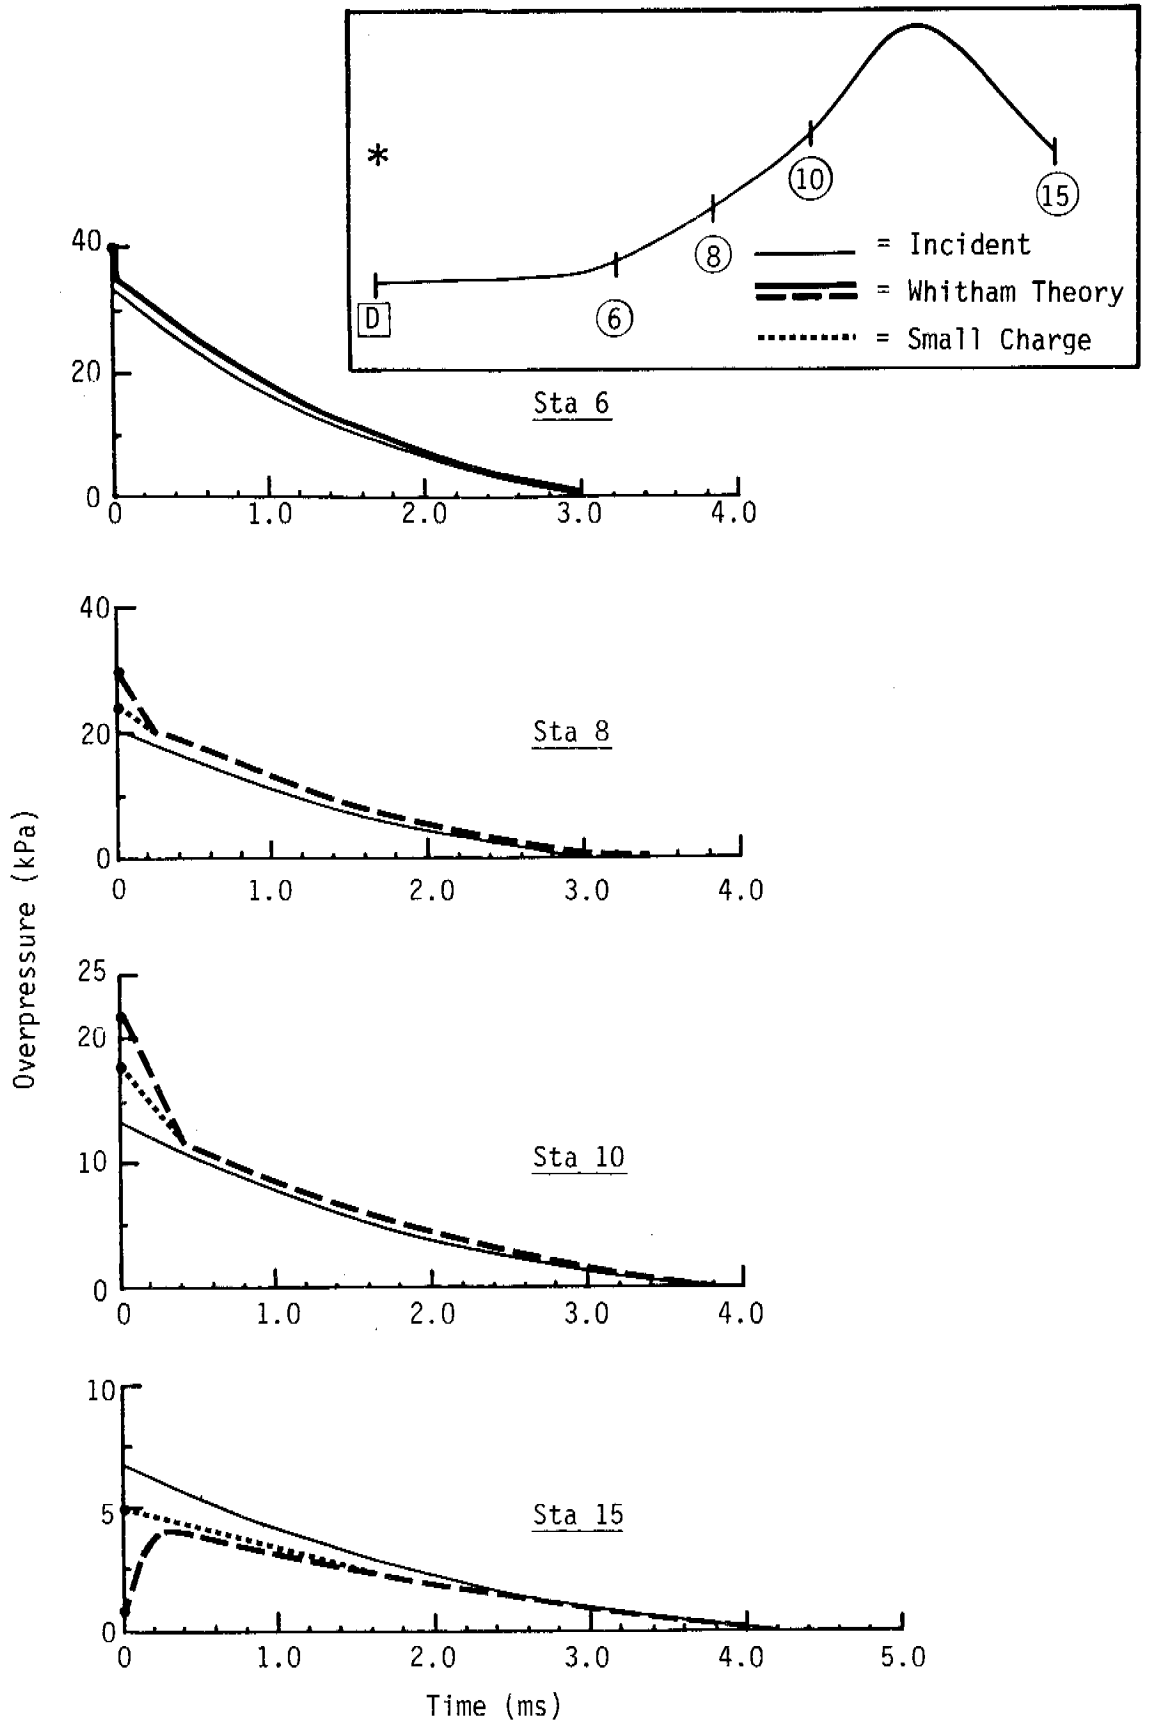 *
10
15
8
D
6
= Incident
= Whitham Theory
= Small Charge
Overpressure (kPa)
40
20
0
Sta 6
0 1.0 2.0 3.0 4.0
40
20
0
Sta 8
0 1.0 2.0 3.0 4.0
25
20
10
0
Sta 10
0 1.0 2.0 3.0 4.0
10
5
0
Sta 15
0 1.0 2.0 3.0 4.0 5.0
Time (ms)